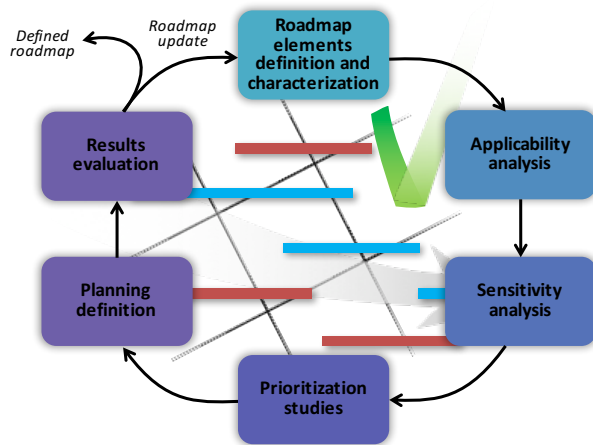 Defined
roadmap
Roadmap
update
Roadmap
elements
definition and
characterization
Applicability
analysis
Sensitivity
analysis
Prioritization
studies
Planning
definition
Results
evaluation